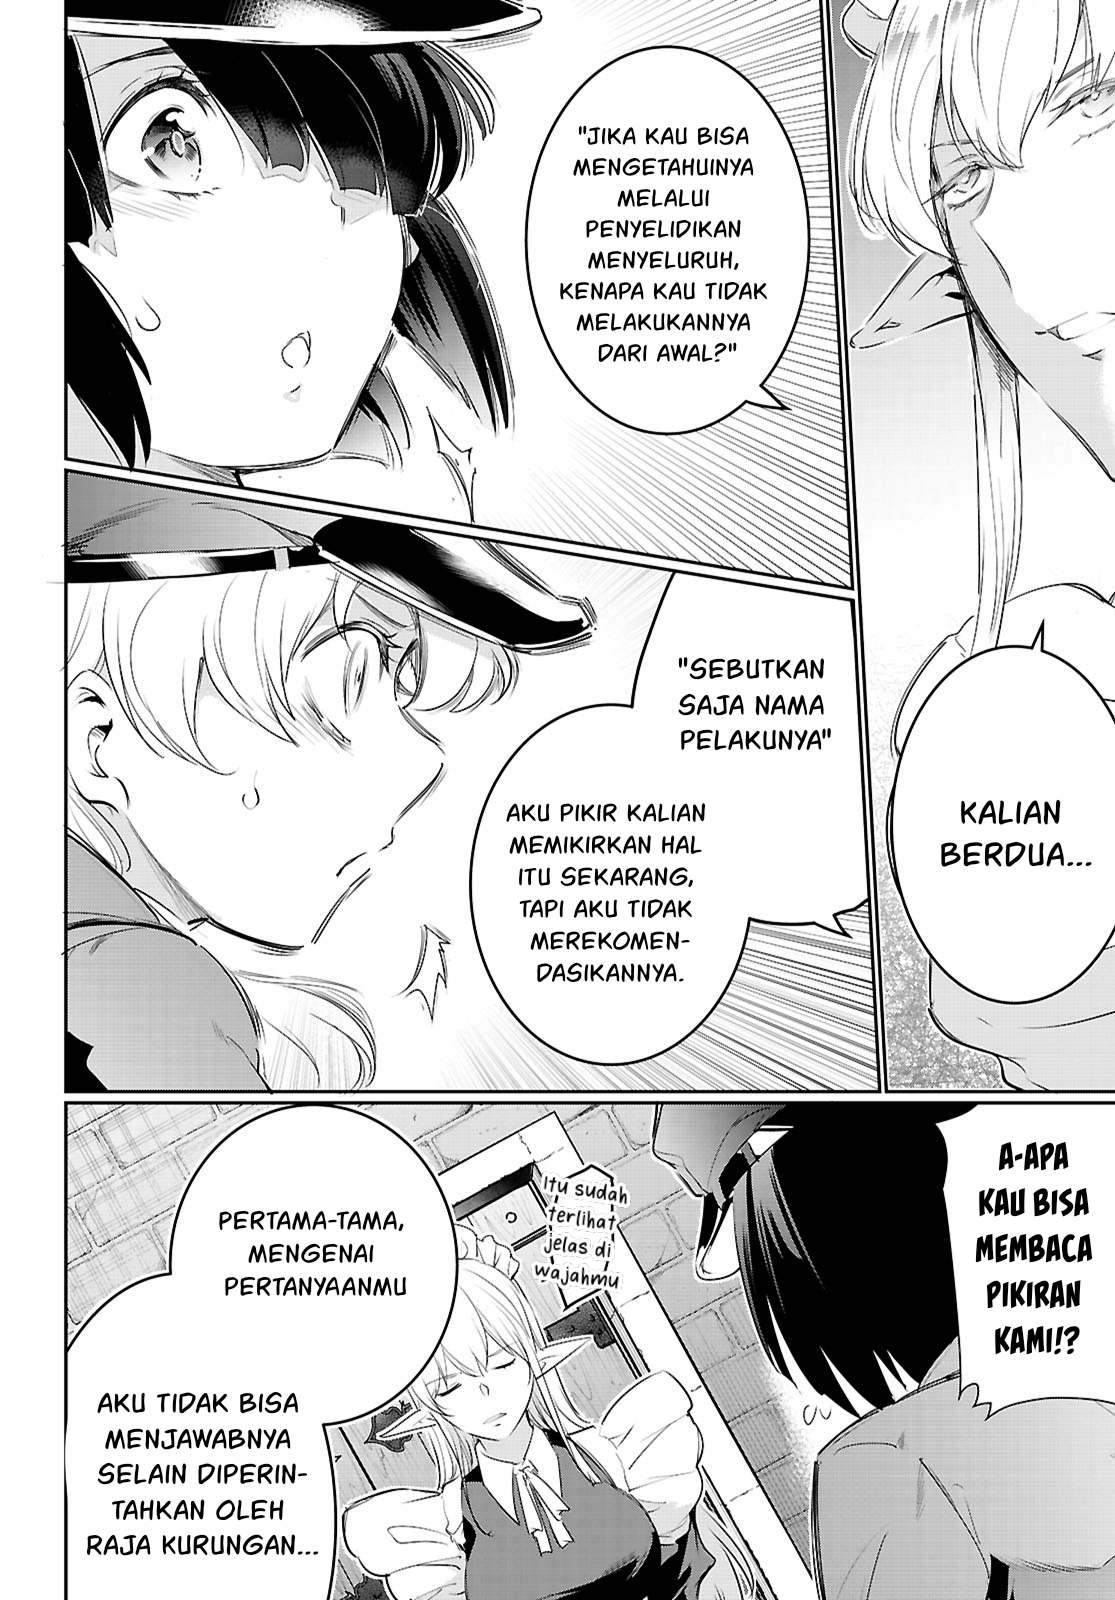 KALIAN
BERDUA...
"JIKA KAU BISA
MENGETAHUINYA
MELALUI
PENYELIDIKAN
MENYELURUH,
KENAPA KAU TIDAK
MELAKUKANNYA
DARI AWAL?"
"SEBUTKAN
SAJA NAMA
PELAKUNYA"
AKU PIKIR KALIAN
MEMIKIRKAN HAL
ITU SEKARANG,
TAPI AKU TIDAK
MEREKOMEN-
DASIKANNYA.
A-APA
KAU BISA
MEMBACA
PIKIRAN
KAMI!?
Itu sudah
terlihat
jelas di
wajahmu
PERTAMA-TAMA,
MENGENAI
PERTANYAANMU
AKU TIDAK BISA
MENJAWABNYA
SELAIN DIPERIN-
TAHKAN OLEH
RAJA KURUNGAN...